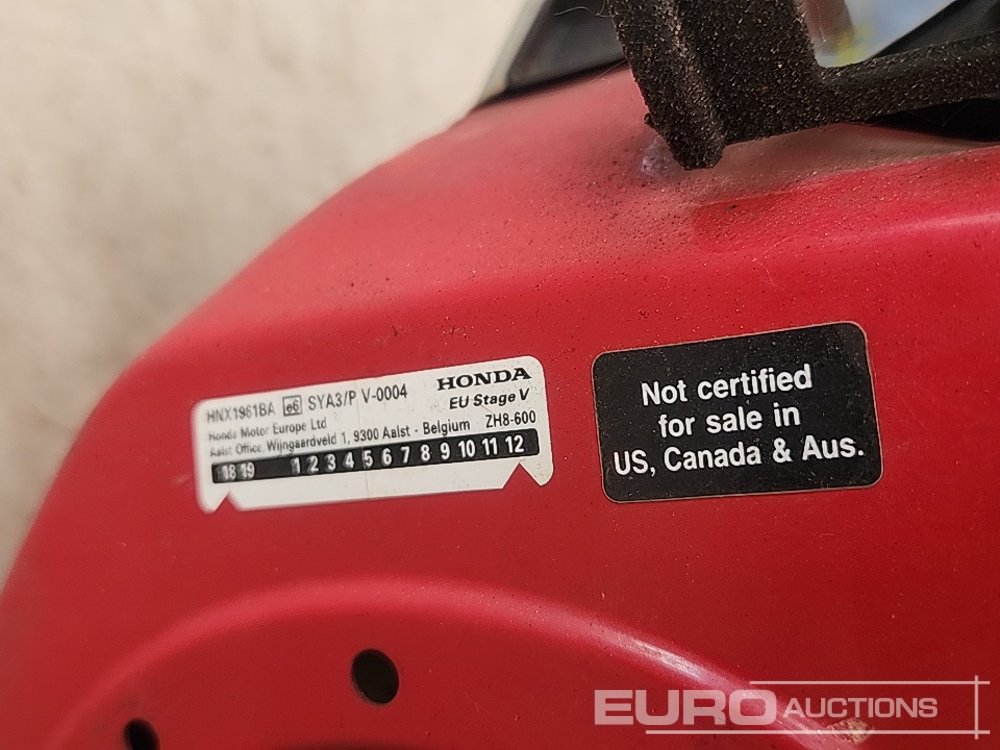 HNX1961BA e6 SYA3/P V-0004 HONDA
Honda Motor Europe Ltd EU Stage V
Aalst Office, Wijngaardveld 1, 9300 Aalst - Belgium ZH8-600
18 19 1 2 3 4 5 6 7 8 9 10 11 12
Not certified
for sale in
US, Canada & Aus.
EURO AUCTIONS